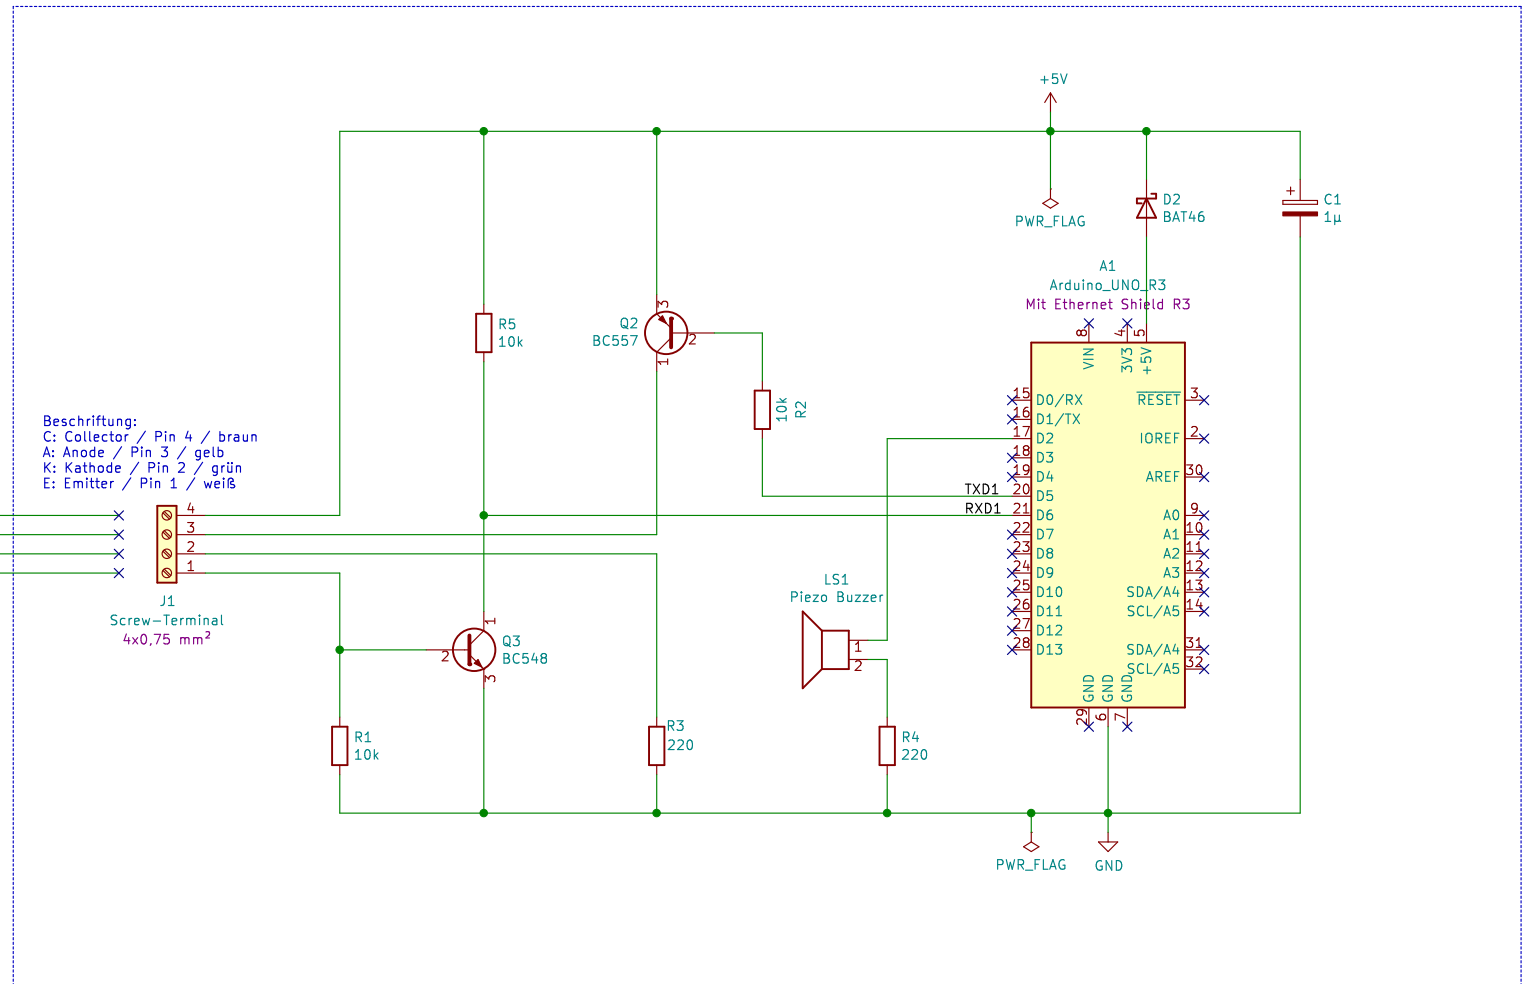 +5V
PWR_FLAG
D2
BAT46
C1
1µ
+
A1
Arduino_UNO_R3
Mit Ethernet Shield R3
R5
10k
Q2
BC557
3
2
1
10k
R2
8
4
5
VIN
3V3
+5V
15
D0/RX
16
D1/TX
17
D2
18
D3
19
D4
20
D5
21
D6
22
D7
23
D8
24
D9
25
D10
26
D11
27
D12
28
D13
RESET
3
IOREF
2
AREF
30
A0
9
A1
10
A2
11
A3
12
SDA/A4
13
SCL/A5
14
SDA/A4
31
SCL/A5
32
GND
GND
GND
29
6
7
TXD1
RXD1
Beschriftung:
C: Collector / Pin 4 / braun
A: Anode / Pin 3 / gelb
K: Kathode / Pin 2 / grün
E: Emitter / Pin 1 / weiß
4
3
2
1
J1
Screw-Terminal
4x0,75 mm²
LS1
Piezo Buzzer
1
2
1
2
3
Q3
BC548
R1
10k
R3
220
R4
220
PWR_FLAG
GND